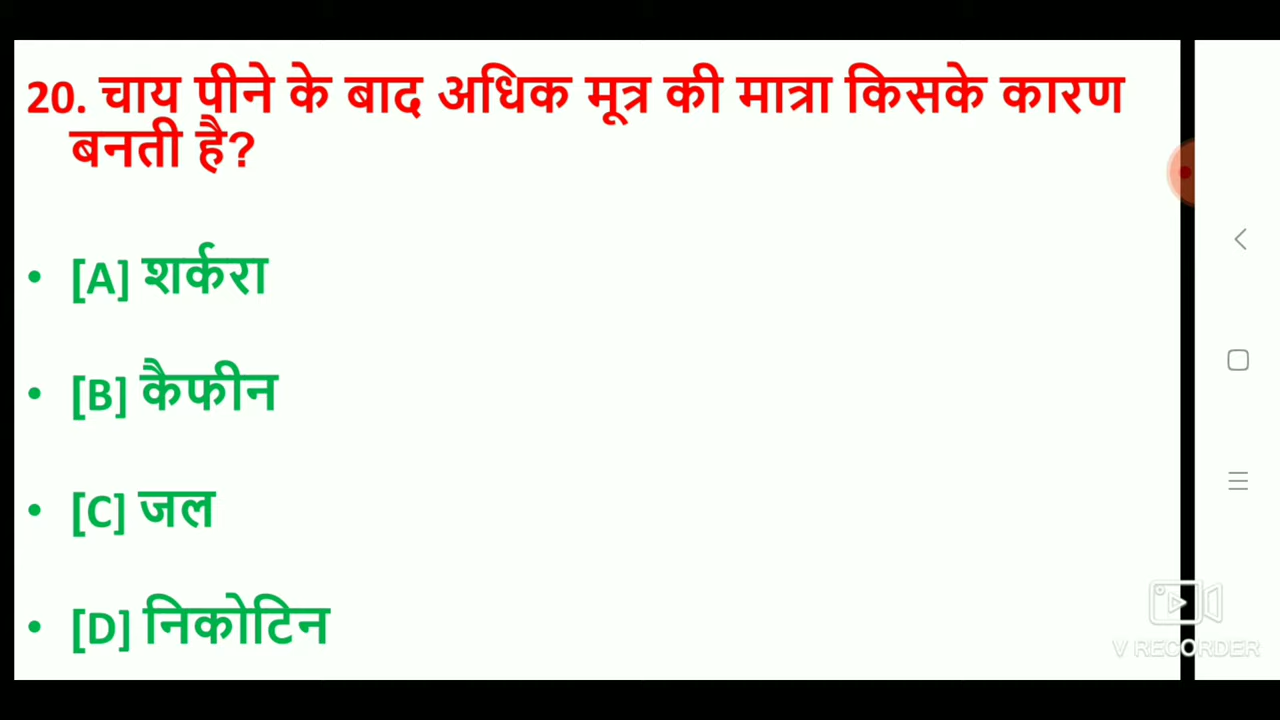 20. चाय पीने के बाद अधिक मूत्र की मात्रा किसके कारण
बनती है?
• [A] शर्करा
• [B] कैफीन
• [C] जल
• [D] निकोटिन
V RECORDER